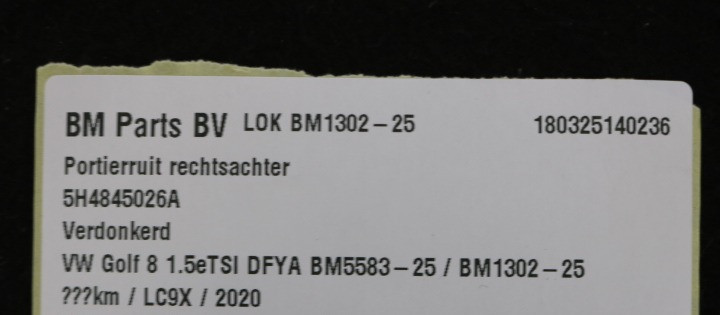 BM Parts BV LOK BM1302-25 180325140236
Portierruit rechtsachter
5H4845026A
Verdonkerd
VW Golf 8 1.5eTSI DFYA BM5583-25 / BM1302-25
???km / LC9X / 2020